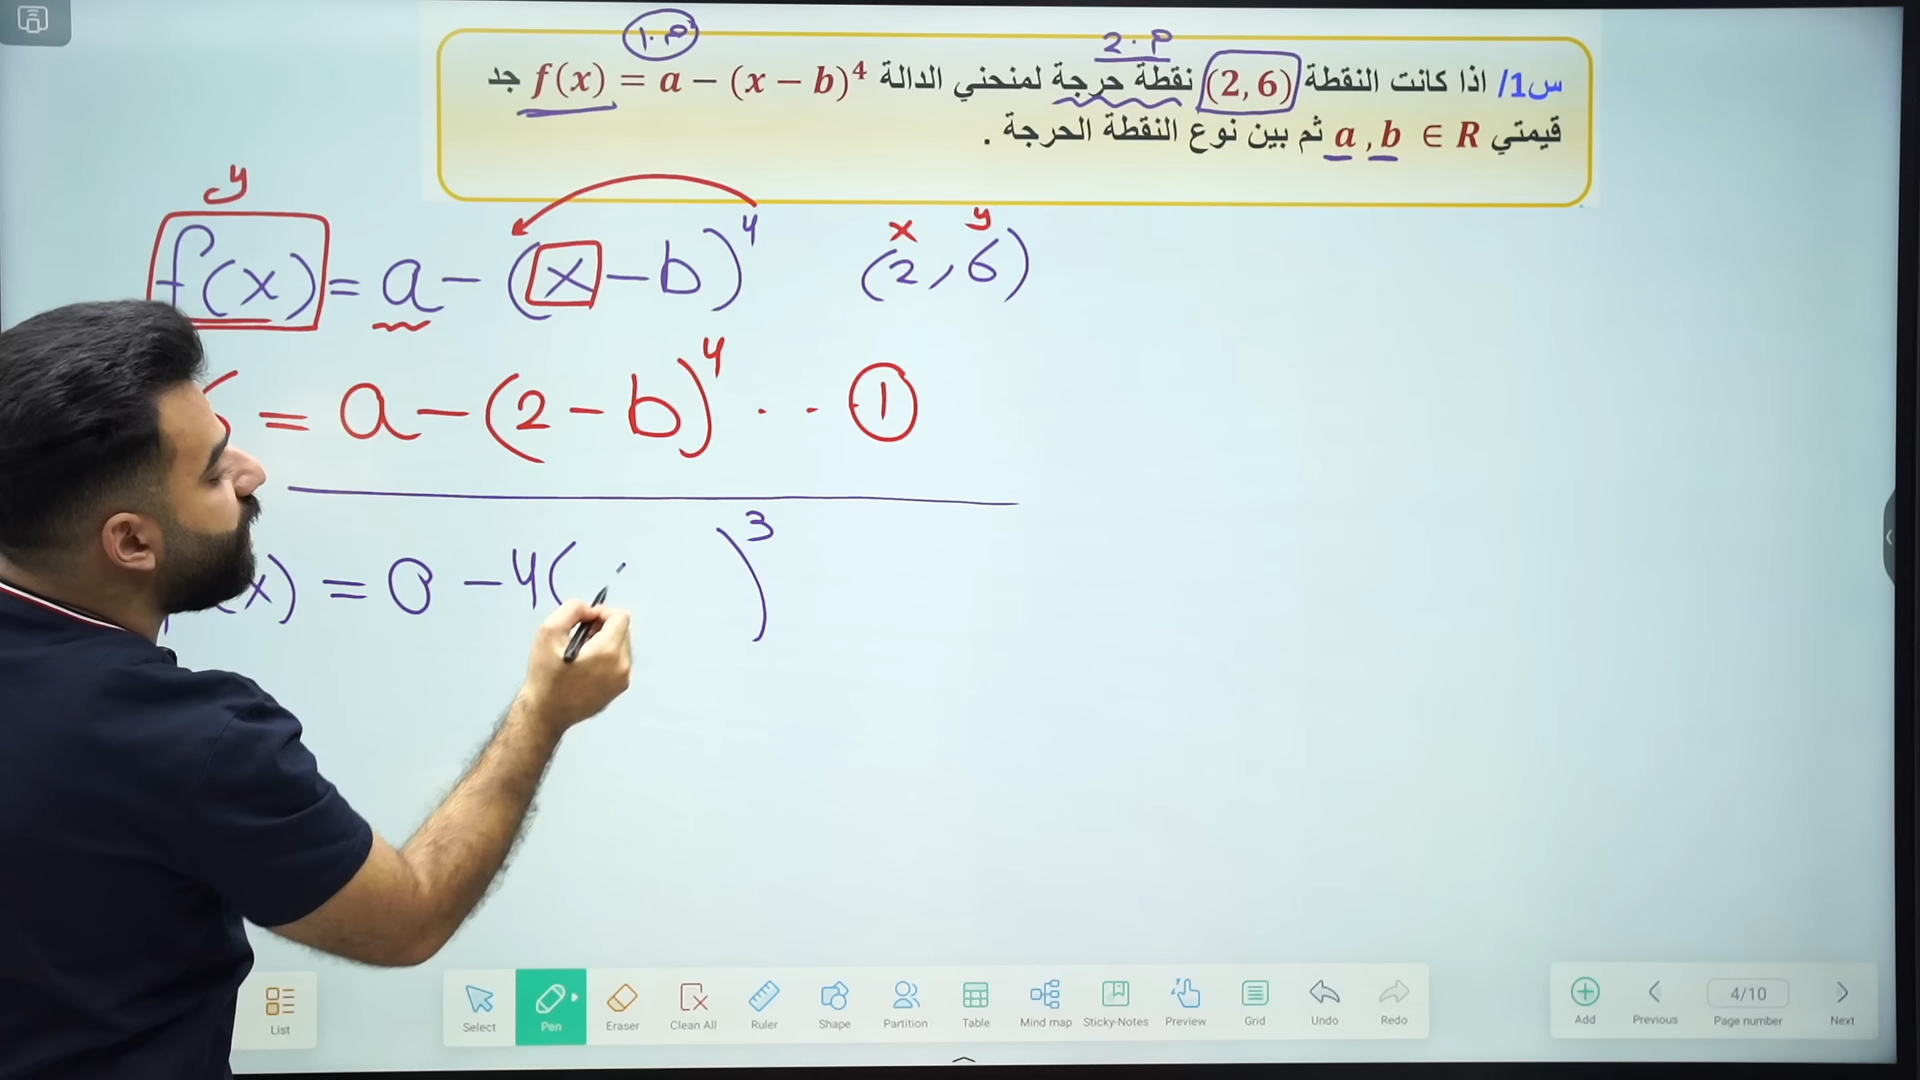 م.1
م.2
س1/ اذا كانت النقطة (2, 6) نقطة حرجة لمنحني الدالة f(x) = a − (x − b)⁴ جد
قيمتي a , b ∈ R ثم بين نوع النقطة الحرجة .
y
f(x) = a − (x − b)⁴
x y
(2, 6)
= a − (2 − b)⁴ . . ①
(x) = 0 − 4( )³
List
Select
Pen
Eraser
Clean All
Ruler
Shape
Partition
Table
Mind map
Sticky-Notes
Preview
Grid
Undo
Redo
Add
Previous
4/10
Page number
Next